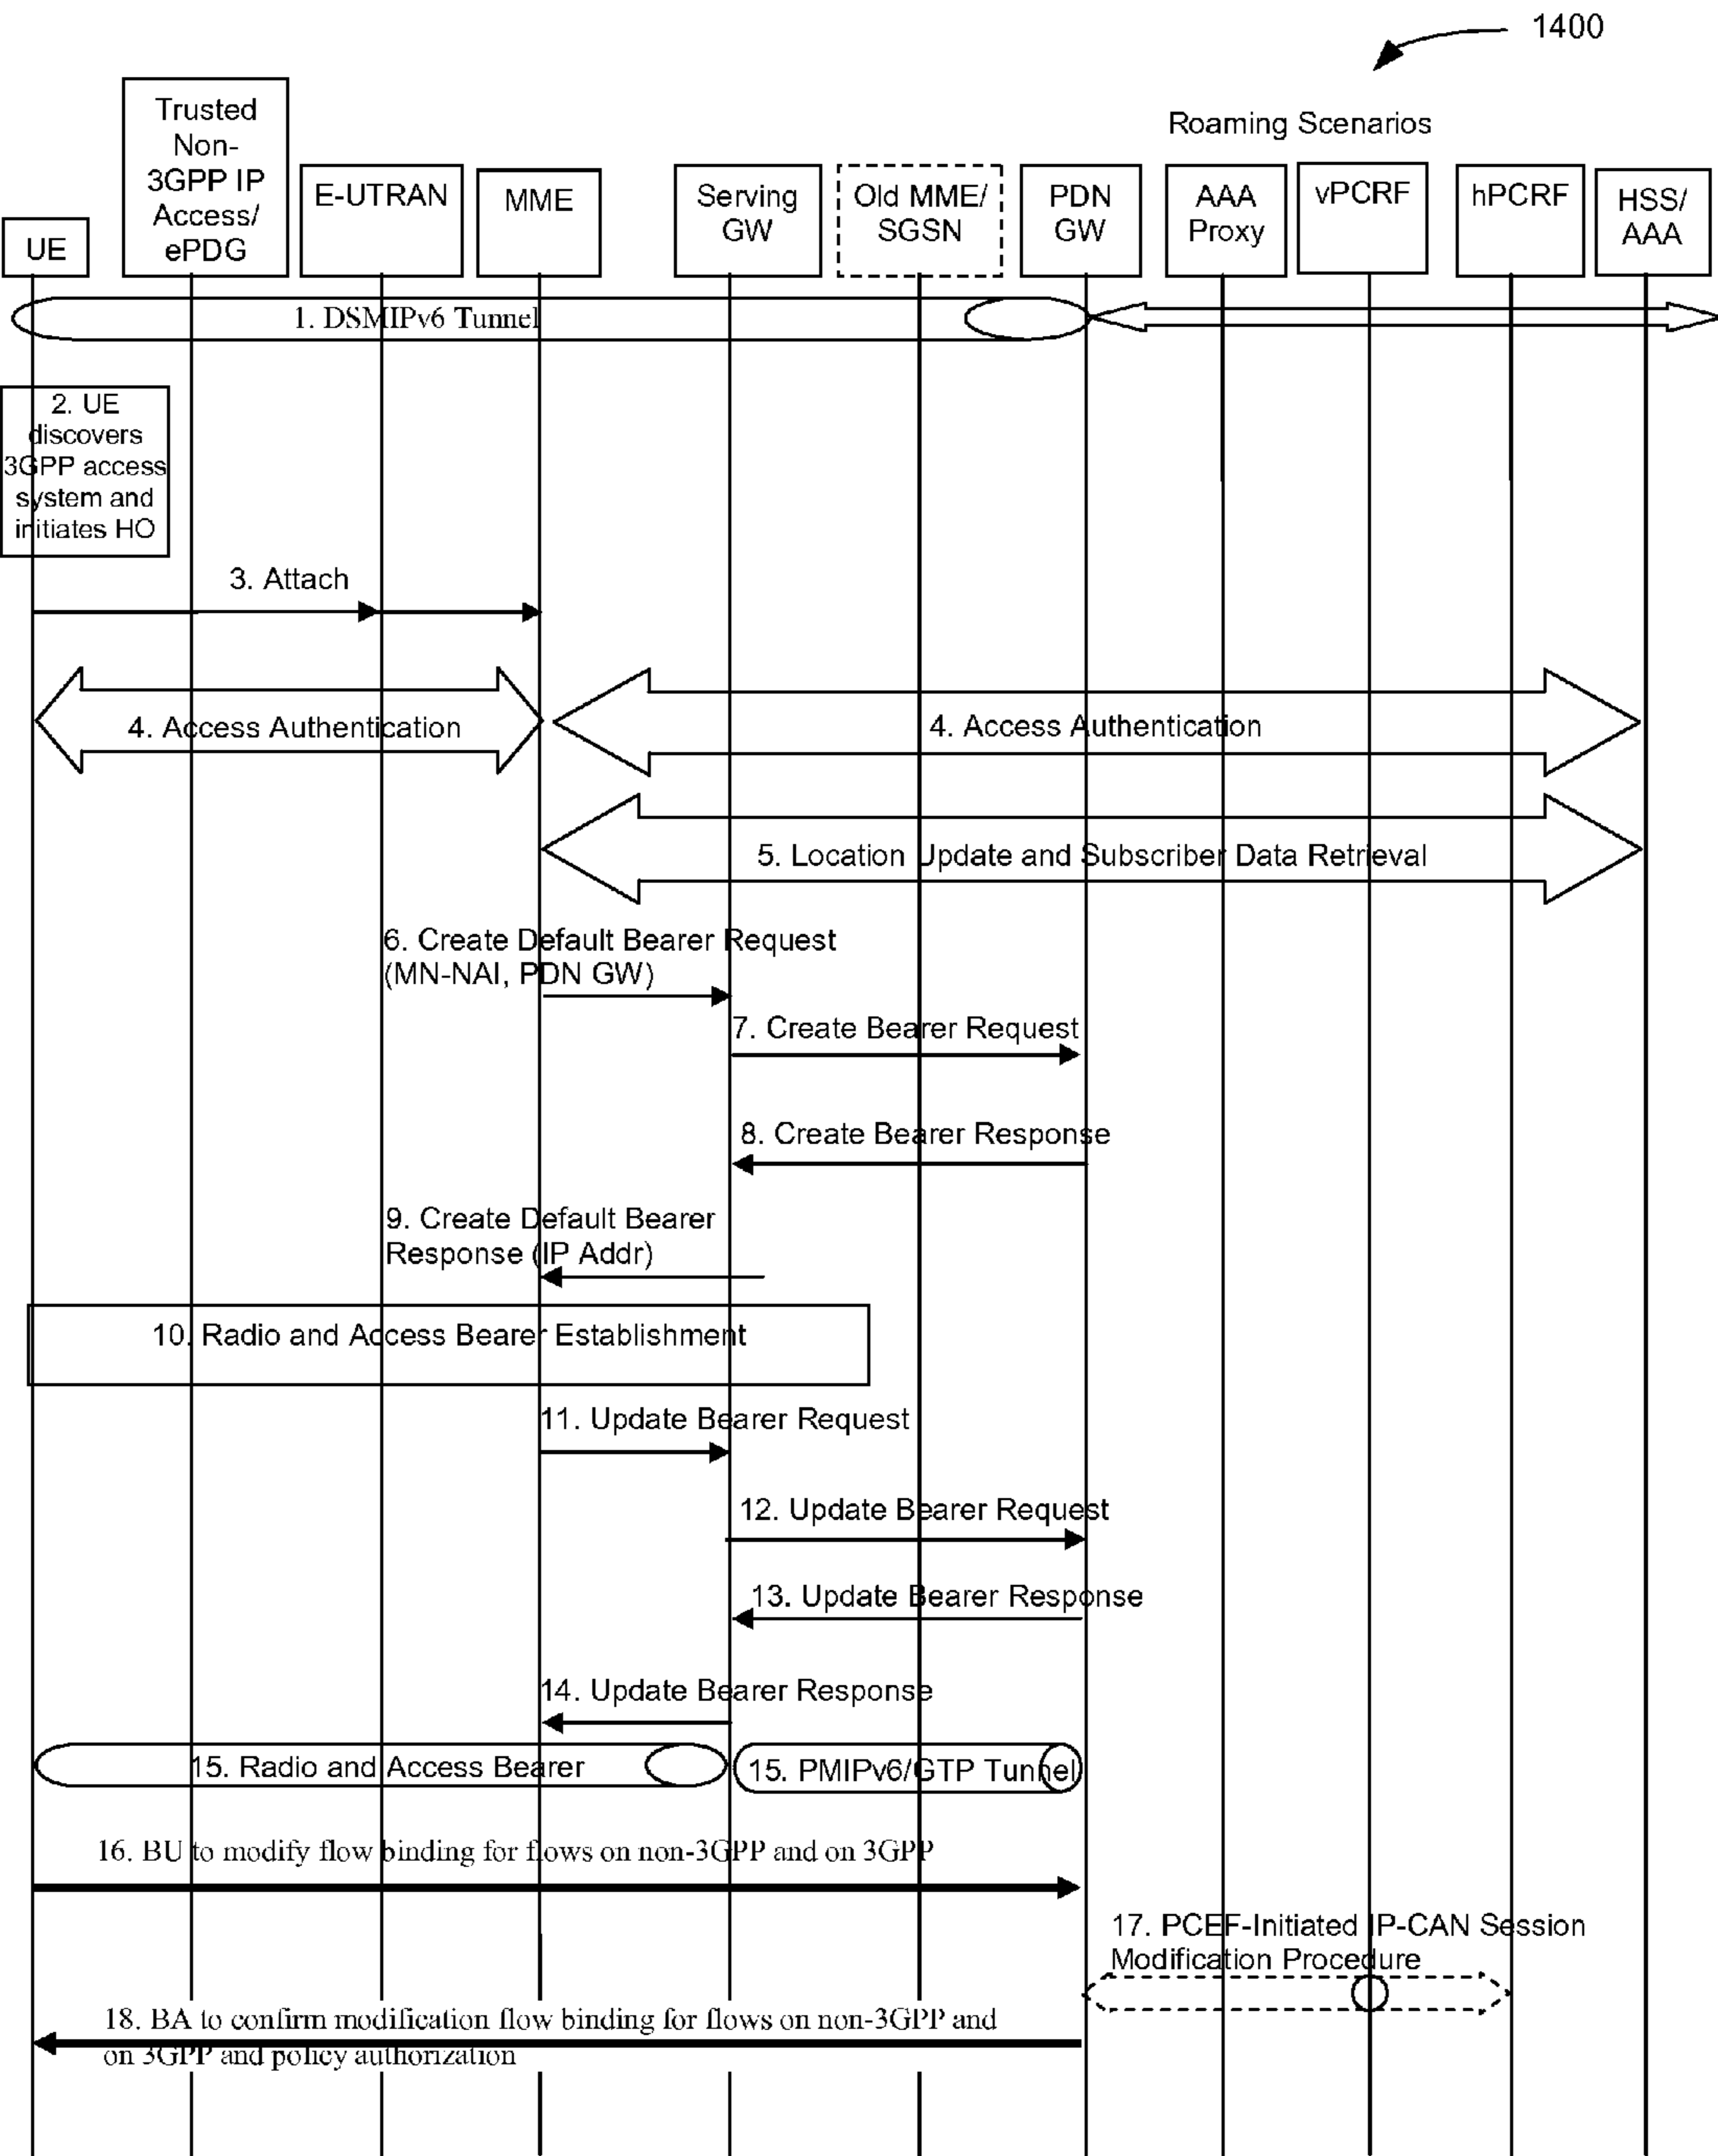 1400
Roaming Scenarios
UE
Trusted
Non-
3GPP IP
Access/
ePDG
E-UTRAN
MME
Serving
GW
Old MME/
SGSN
PDN
GW
AAA
Proxy
vPCRF
hPCRF
HSS/
AAA
1. DSMIPv6 Tunnel
2. UE
discovers
3GPP access
system and
initiates HO
3. Attach
4. Access Authentication
4. Access Authentication
5. Location Update and Subscriber Data Retrieval
6. Create Default Bearer Request
(MN-NAI, PDN GW)
7. Create Bearer Request
8. Create Bearer Response
9. Create Default Bearer
Response (IP Addr)
10. Radio and Access Bearer Establishment
11. Update Bearer Request
12. Update Bearer Request
13. Update Bearer Response
14. Update Bearer Response
15. Radio and Access Bearer
15. PMIPv6/GTP Tunnel
16. BU to modify flow binding for flows on non-3GPP and on 3GPP
17. PCEF-Initiated IP-CAN Session
Modification Procedure
18. BA to confirm modification flow binding for flows on non-3GPP and
on 3GPP and policy authorization